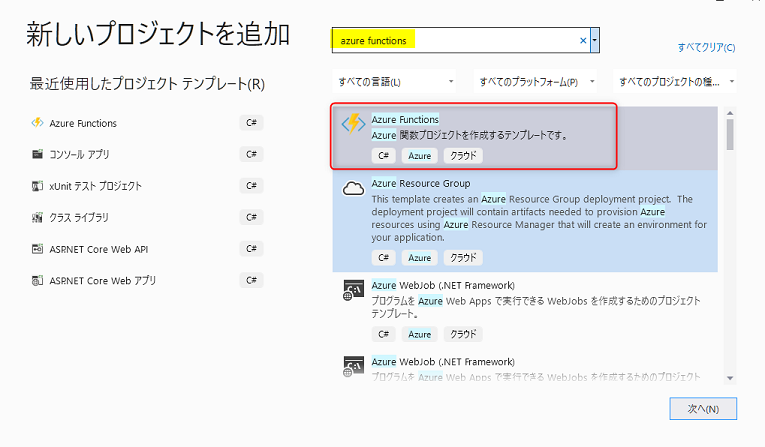 新しいプロジェクトを追加
azure functions
すべてクリア(C)
最近使用したプロジェクト テンプレート(R)
すべての言語(L)
すべてのプラットフォーム(P)
すべてのプロジェクトの種...
Azure Functions
C#
コンソール アプリ
C#
xUnit テスト プロジェクト
C#
クラス ライブラリ
C#
ASP.NET Core Web API
C#
ASP.NET Core Web アプリ
C#
Azure Functions
Azure 関数プロジェクトを作成するテンプレートです。
C# Azure クラウド
Azure Resource Group
This template creates an Azure Resource Group deployment project. The
deployment project will contain artifacts needed to provision Azure
resources using Azure Resource Manager that will create an environment for
your application.
C# Azure クラウド
Azure WebJob (.NET Framework)
プログラムを Azure Web Apps で実行できる WebJobs を作成するためのプロジェクト
テンプレート。
C# Azure クラウド
Azure WebJob (.NET Framework)
プログラムを Azure Web Apps で実行できる WebJobs を作成するためのプロジェクト
次へ(N)